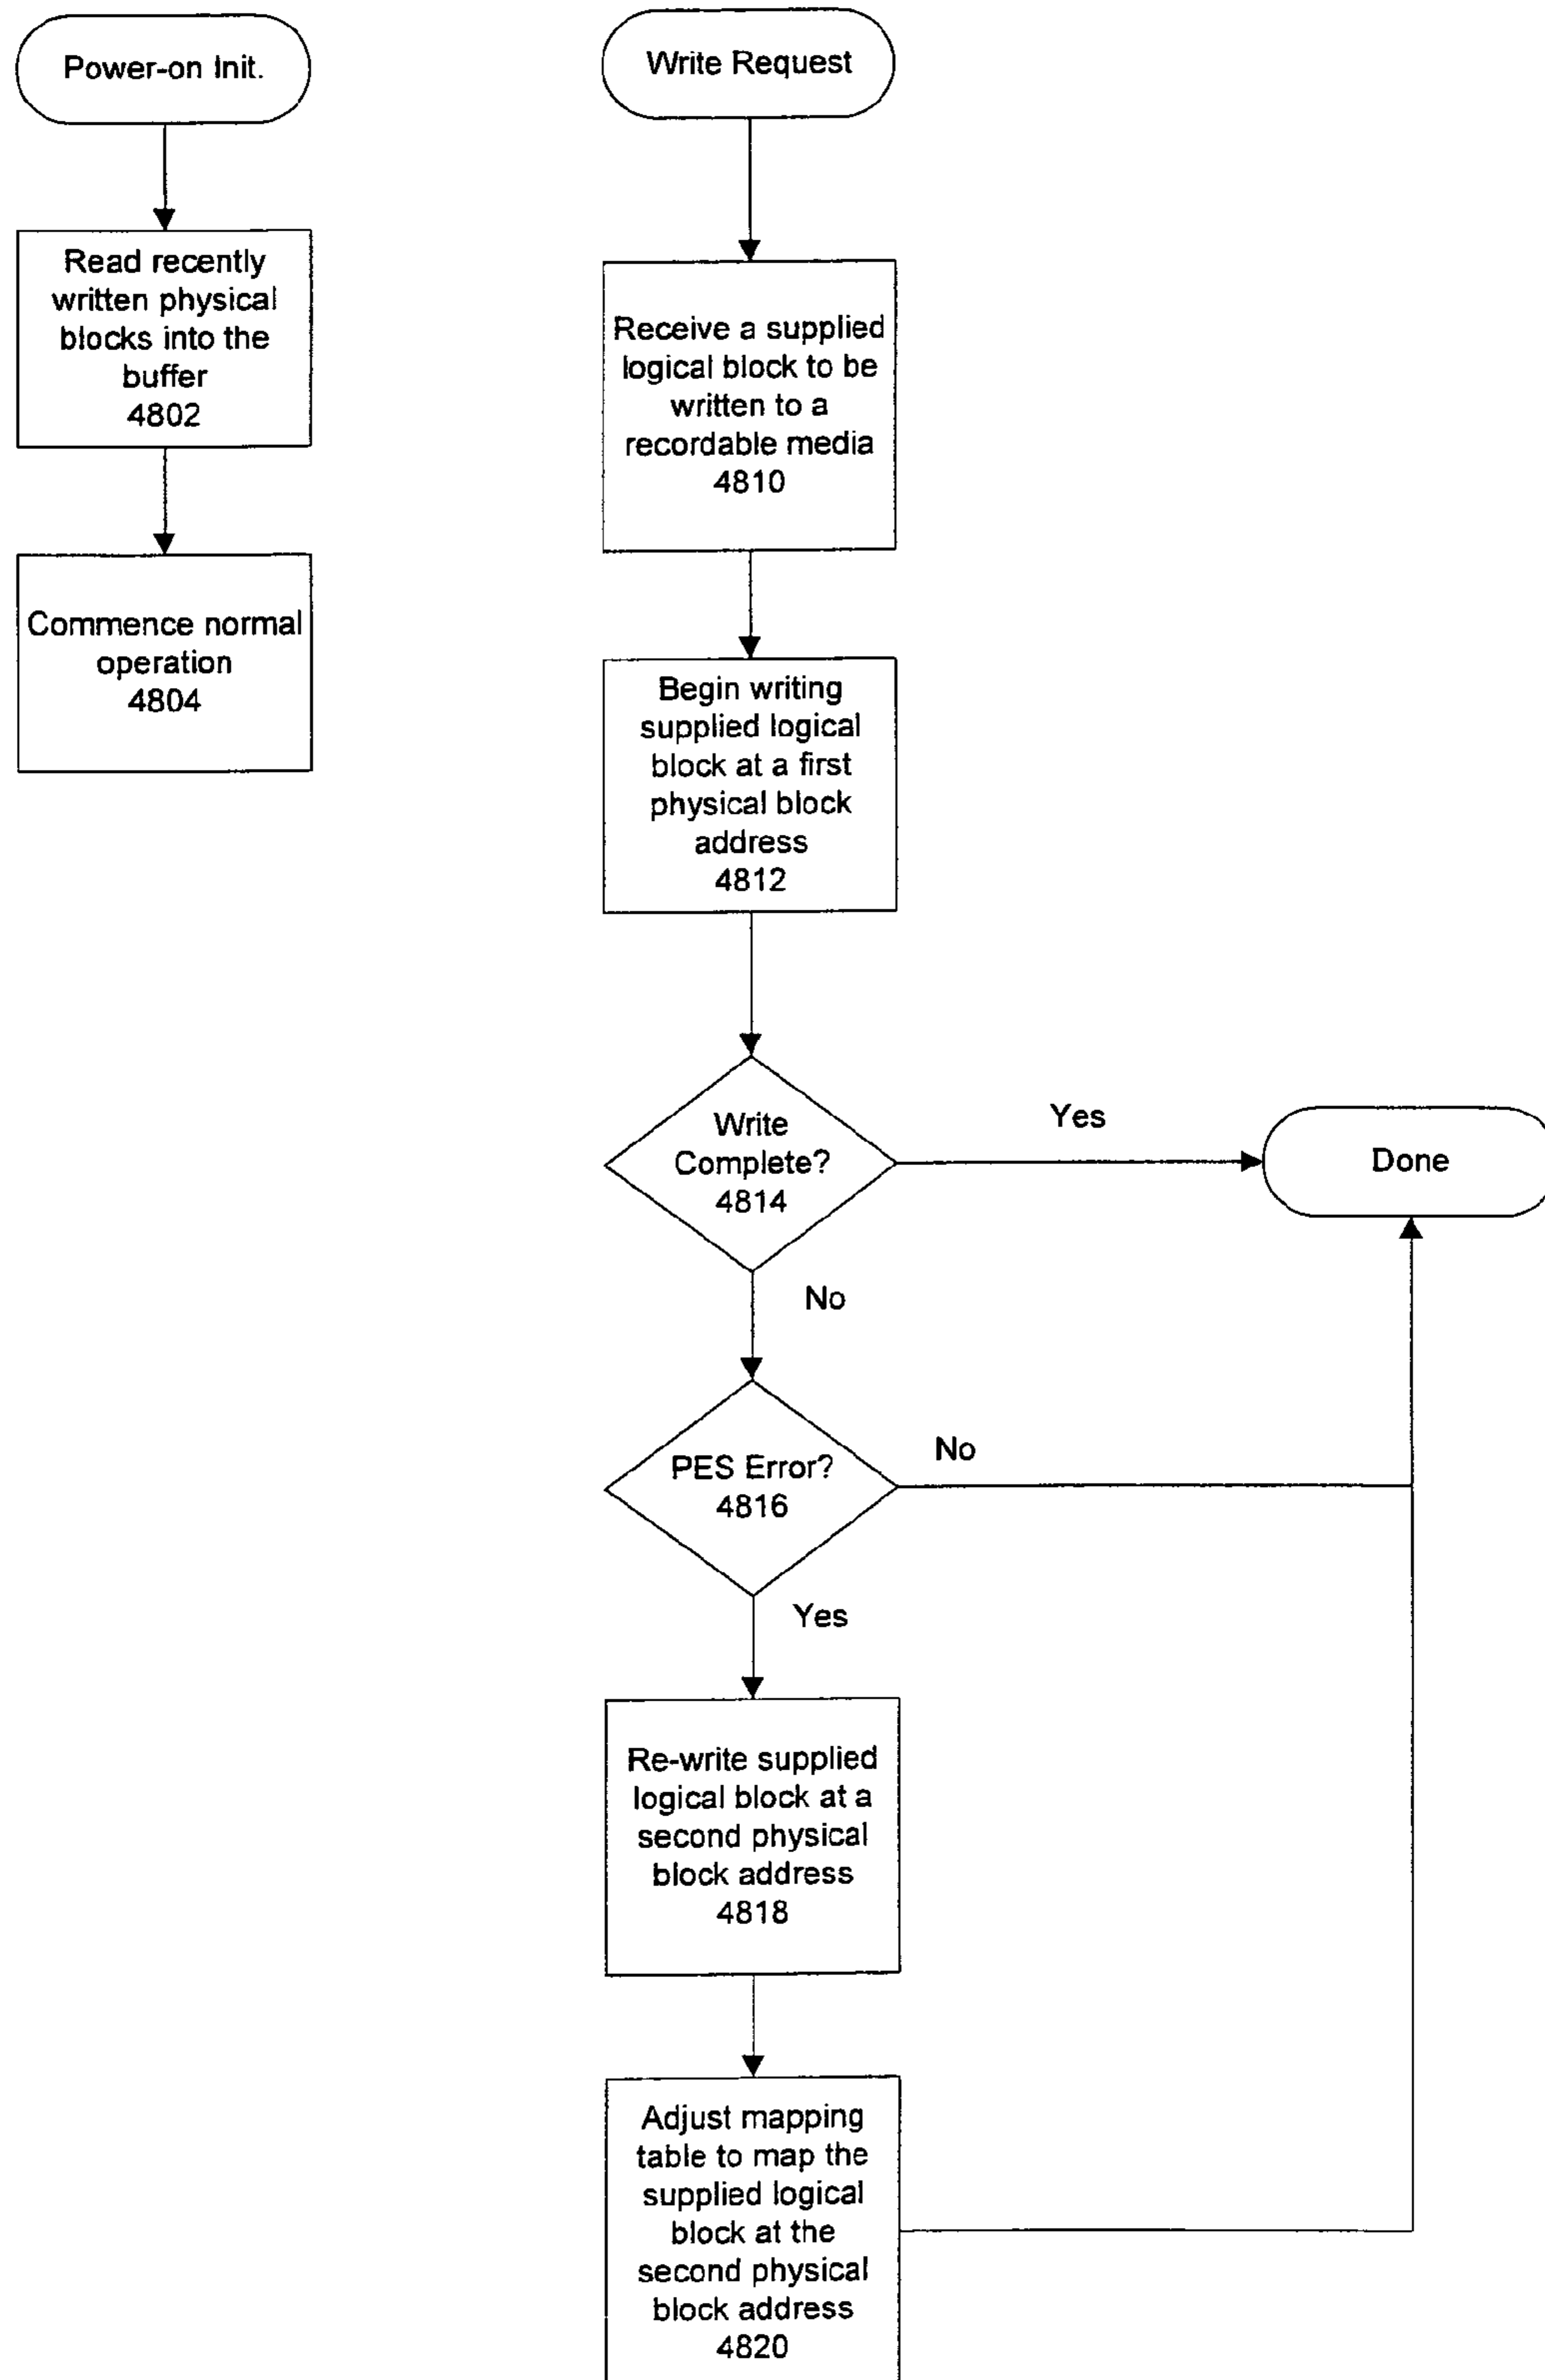 Power-on Init.
Read recently
written physical
blocks into the
buffer
4802
Commence normal
operation
4804
Write Request
Receive a supplied
logical block to be
written to a
recordable media
4810
Begin writing
supplied logical
block at a first
physical block
address
4812
Write
Complete?
4814
Yes
Done
No
PES Error?
4816
No
Yes
Re-write supplied
logical block at a
second physical
block address
4818
Adjust mapping
table to map the
supplied logical
block at the
second physical
block address
4820